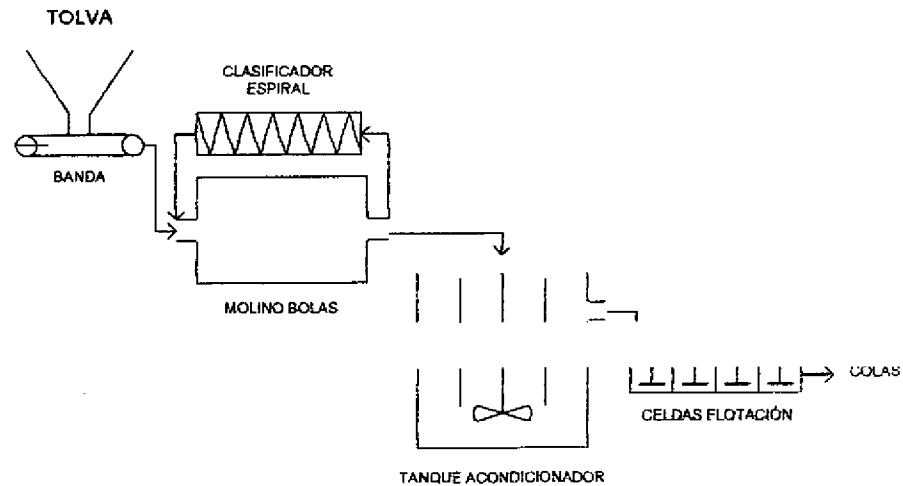 TOLVA
CLASIFICADOR
ESPIRAL
BANDA
MOLINO BOLAS
COLAS
CELDAS FLOTACIÓN
TANQUE ACONDICIONADOR